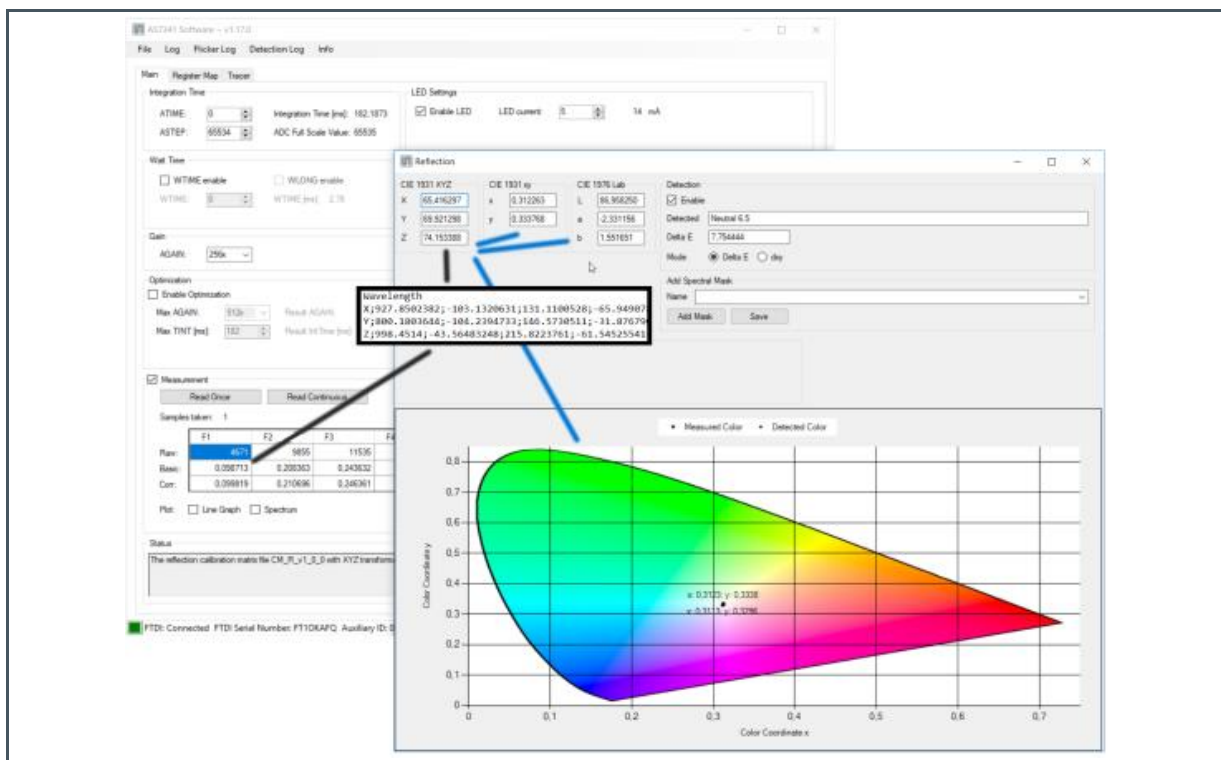 AS7341 Software - v1.17.0
File Log Flicker Log Detection Log Info
Main Register Map Tracer
Integration Time
ATIME: 0 Integration Time [ms]: 182.1873
ASTEP: 65534 ADC Full Scale Value: 65535
LED Settings
Enable LED LED current: 5 14 mA
Wait Time
WTIME enable WLONG enable
WTIME: 0 WTIME [ms]: 2.78
Gain
AGAIN: 256x
Optimization
Enable Optimization
Max AGAIN: 512x Result AGAIN:
Max TINT [ms]: 182 Result Int Time [ms]:
Measurement
Read Once Read Continuous
Samples taken: 1
F1 F2 F3 F4
Raw: 4671 9855 11535
Basic: 0.098713 0.208363 0.243632
Corr: 0.099819 0.210696 0.246361
Plot: Line Graph Spectrum
Status
The reflection calibration matrix file CM_R_v1_0_0 with XYZ transforma
FTDI: Connected FTDI Serial Number: FT1OKAFQ Auxiliary ID: 0
Reflection
CIE 1931 XYZ CIE 1931 xy CIE 1976 Lab
X 65.416297 x 0.312263 L 86.958250
Y 69.921298 y 0.333768 a -2.331156
Z 74.153388 b 1.551651
Detection
Enable
Detected Neutral 6.5
Delta E 7.754444
Mode Delta E dxy
Add Spectral Mask
Name
Add Mask Save
Wavelength
X;927.8502382;-103.1320631;131.1100528;-65.94907
Y;800.1803644;-104.2394733;146.5730511;-31.87679
Z;998.4514;-43.56483248;215.8223761;-61.54525541
Measured Color Detected Color
Color Coordinate y
0,8
0,7
0,6
0,5
0,4
0,3
0,2
0,1
0
x: 0,3123; y: 0,3338
x: 0,3113; y: 0,3296
0 0,1 0,2 0,3 0,4 0,5 0,6 0,7
Color Coordinate x